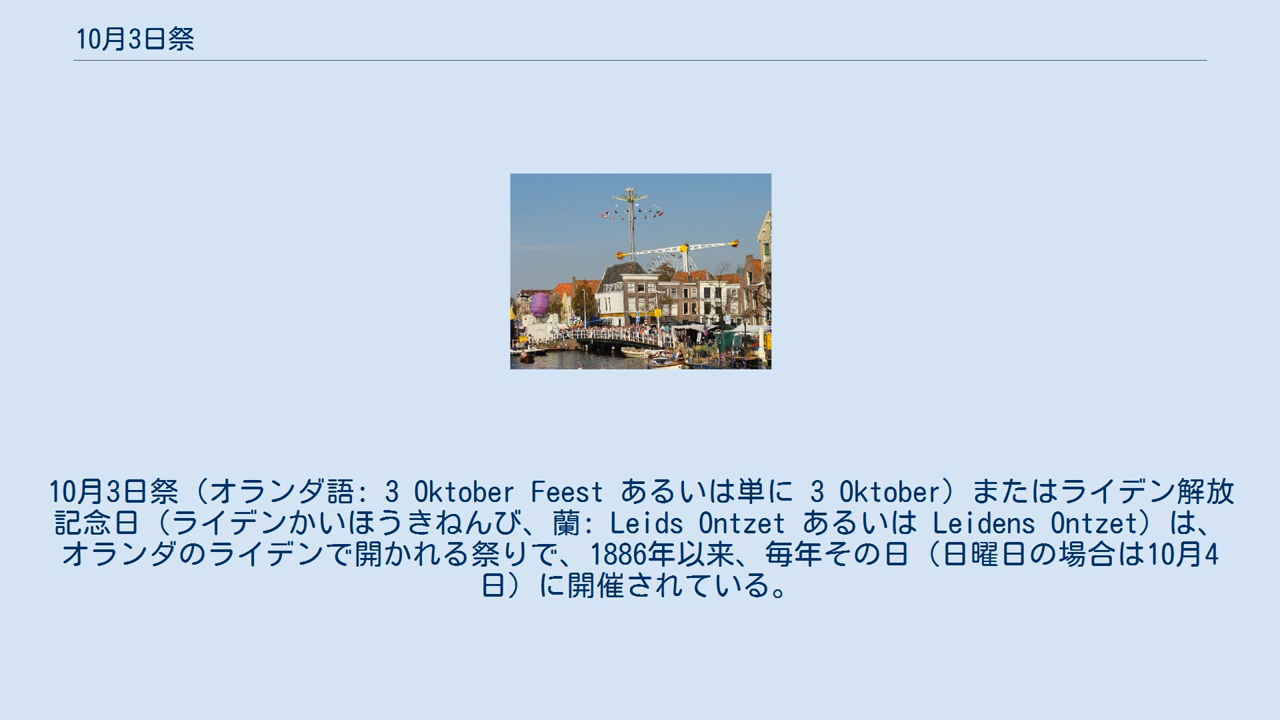 10月3日祭
10月3日祭（オランダ語: 3 Oktober Feest あるいは単に 3 Oktober）またはライデン解放
記念日（ライデンかいほうきねんび、蘭: Leids Ontzet あるいは Leidens Ontzet）は、
オランダのライデンで開かれる祭りで、1886年以来、毎年その日（日曜日の場合は10月4
日）に開催されている。